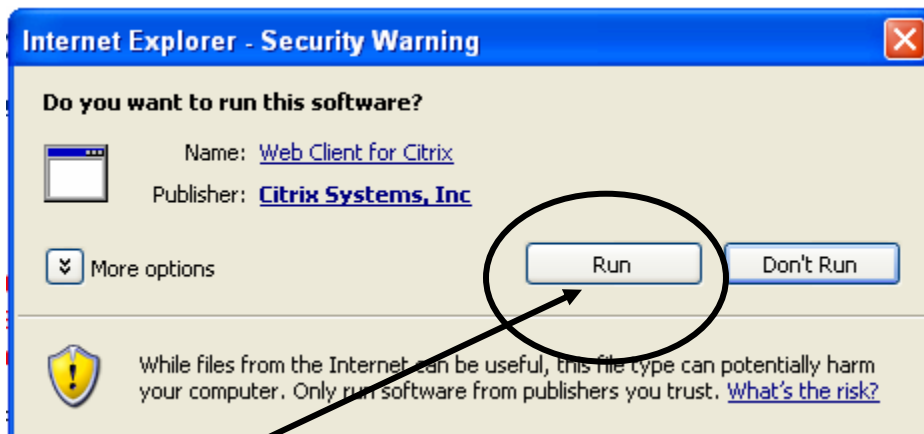 Internet Explorer - Security Warning
Do you want to run this software?
Name: Web Client for Citrix
Publisher: Citrix Systems, Inc
More options
Run
Don't Run
While files from the Internet can be useful, this file type can potentially harm
your computer. Only run software from publishers you trust. What's the risk?